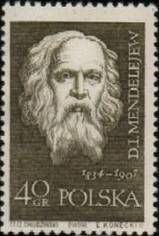 D.I. MENDELEJEW
1834-1907
40 GR POLSKA